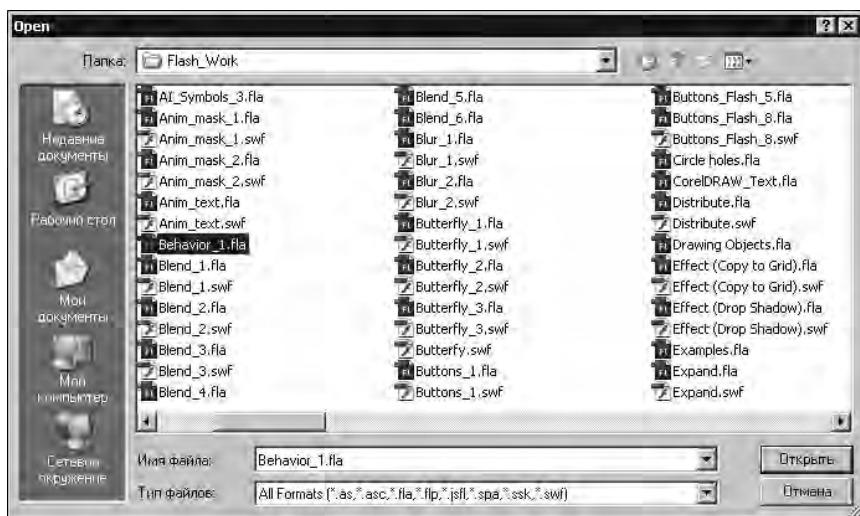 Open
Папка: Flash_Work
AI_Symbols_3.fla
Anim_mask_1.fla
Anim_mask_1.swf
Anim_mask_2.fla
Anim_mask_2.swf
Anim_text.fla
Anim_text.swf
Behavior_1.fla
Blend_1.fla
Blend_1.swf
Blend_2.fla
Blend_2.swf
Blend_3.fla
Blend_3.swf
Blend_4.fla
Blend_5.fla
Blend_6.fla
Blur_1.fla
Blur_1.swf
Blur_2.fla
Blur_2.swf
Butterfly_1.fla
Butterfly_1.swf
Butterfly_2.fla
Butterfly_2.swf
Butterfly_3.fla
Butterfly_3.swf
Butterfy.swf
Buttons_1.fla
Buttons_1.swf
Buttons_Flash_5.fla
Buttons_Flash_8.fla
Buttons_Flash_8.swf
Circle holes.fla
CorelDRAW_Text.fla
Distribute.fla
Distribute.swf
Drawing Objects.fla
Effect (Copy to Grid).fla
Effect (Copy to Grid).swf
Effect (Drop Shadow).fla
Effect (Drop Shadow).swf
Examples.fla
Expand.fla
Expand.swf
Недавние
документы
Рабочий стол
Мои
документы
Мой
компьютер
Сетевое
окружение
Имя файла: Behavior_1.fla Открыть
Тип файлов: All Formats (*.as,*.asc,*.fla,*.flp,*.jsfl,*.spa,*.ssk,*.swf) Отмена